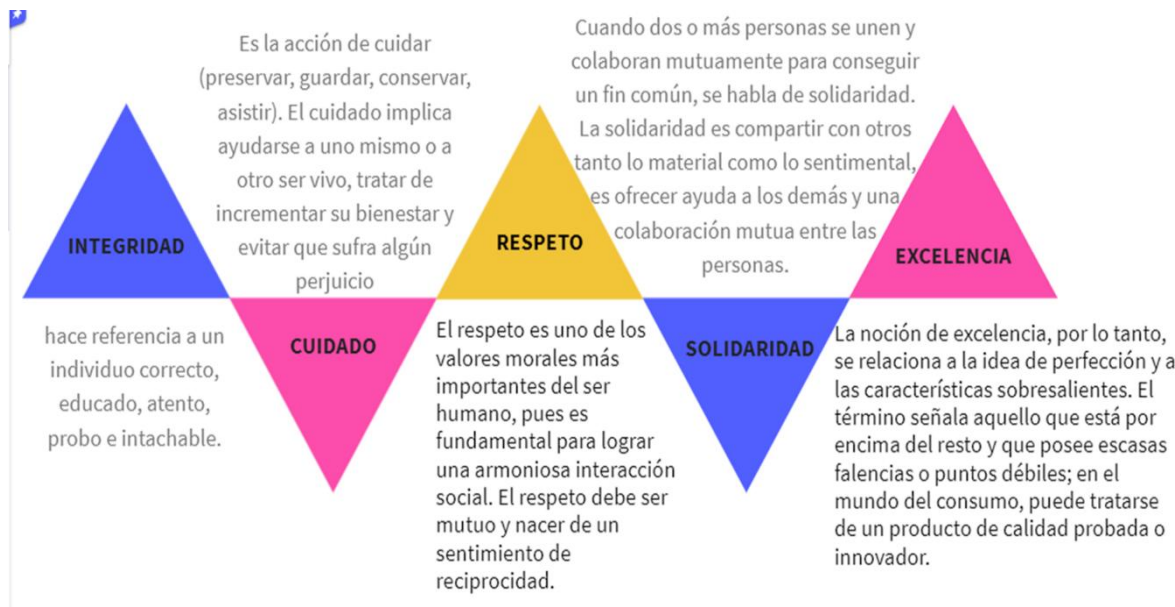 INTEGRIDAD
hace referencia a un
individuo correcto,
educado, atento,
probo e intachable.
Es la acción de cuidar
(preservar, guardar, conservar,
asistir). El cuidado implica
ayudarse a uno mismo o a
otro ser vivo, tratar de
incrementar su bienestar y
evitar que sufra algún
perjuicio
CUIDADO
RESPETO
El respeto es uno de los
valores morales más
importantes del ser
humano, pues es
fundamental para lograr
una armoniosa interacción
social. El respeto debe ser
mutuo y nacer de un
sentimiento de
reciprocidad.
Cuando dos o más personas se unen y
colaboran mutuamente para conseguir
un fin común, se habla de solidaridad.
La solidaridad es compartir con otros
tanto lo material como lo sentimental,
es ofrecer ayuda a los demás y una
colaboración mutua entre las
personas.
SOLIDARIDAD
EXCELENCIA
La noción de excelencia, por lo tanto,
se relaciona a la idea de perfección y a
las características sobresalientes. El
término señala aquello que está por
encima del resto y que posee escasas
falencias o puntos débiles; en el
mundo del consumo, puede tratarse
de un producto de calidad probada o
innovador.